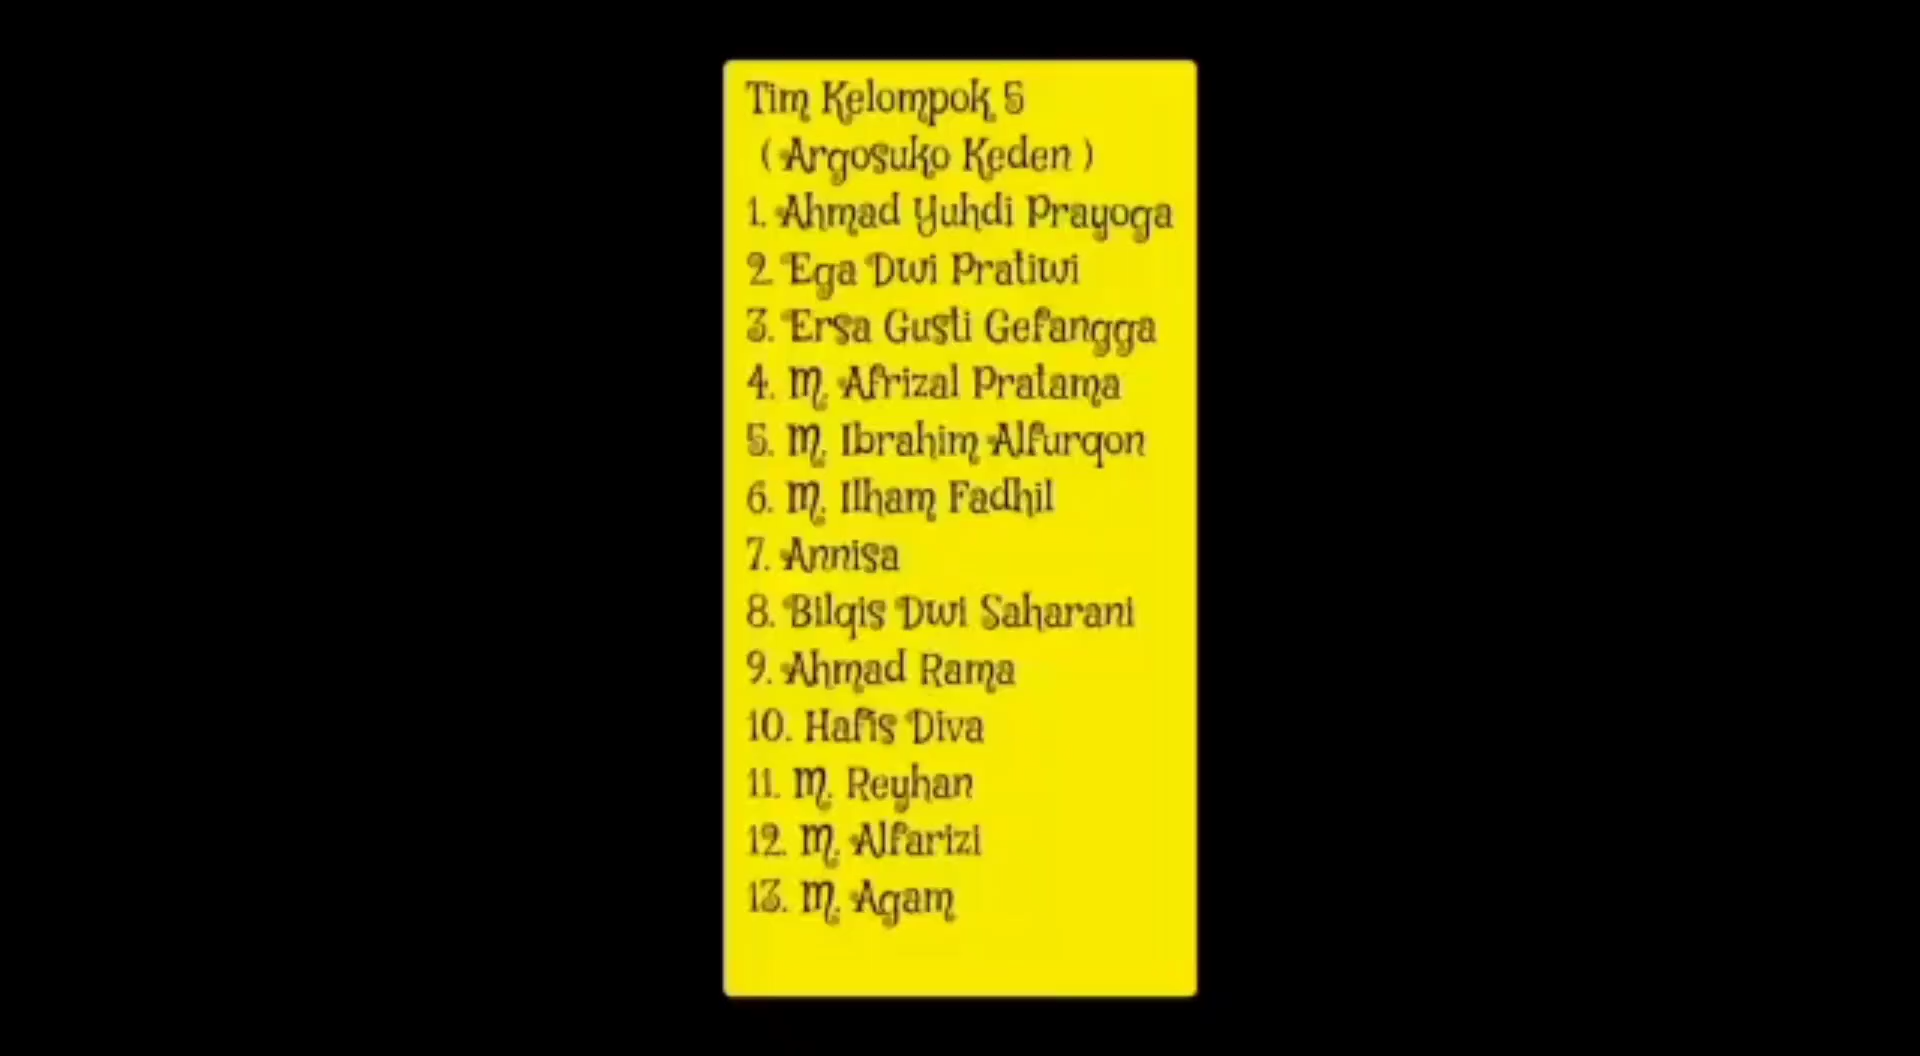 Tim Kelompok 5
( Argosuko Keden )
1. Ahmad Yuhdi Prayoga
2. Ega Dwi Pratiwi
3. Ersa Gusti Gefangga
4. M. Afrizal Pratama
5. M. Ibrahim Alfurqon
6. M. Ilham Fadhil
7. Annisa
8. Bilqis Dwi Saharani
9. Ahmad Rama
10. Hafis Diva
11. M. Reyhan
12. M. Alfarizi
13. M. Agam